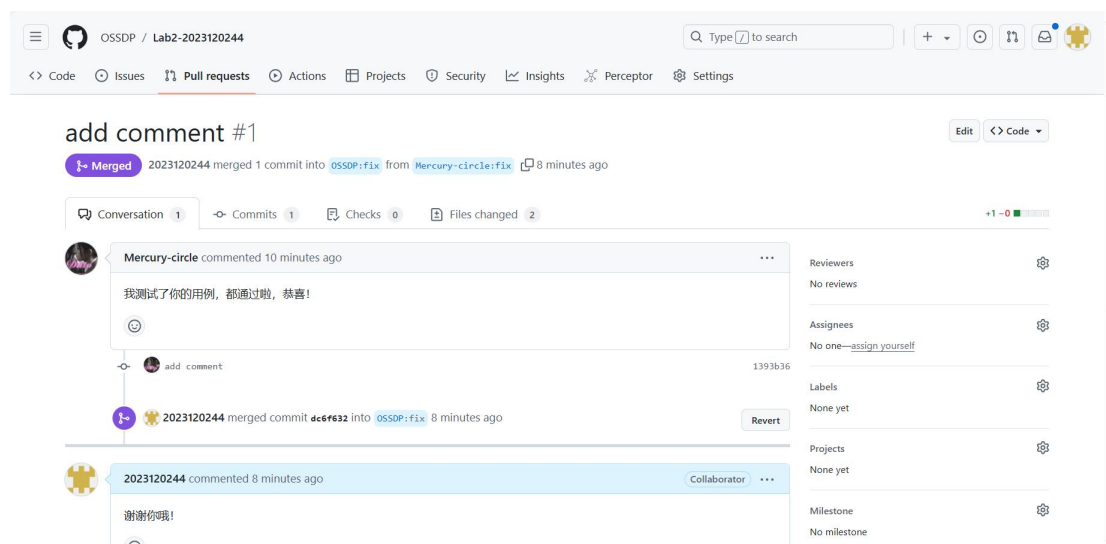 OSSDP / Lab2-2023120244
Type / to search
Code Issues Pull requests Actions Projects Security Insights Perceptor Settings
add comment #1
Edit <> Code
Merged 2023120244 merged 1 commit into OSSDP:fix from Mercury-circle:fix 8 minutes ago
Conversation 1 Commits 1 Checks 0 Files changed 2 +1 −0
Mercury-circle commented 10 minutes ago
我测试了你的用例，都通过啦，恭喜！
add comment 1393b36
2023120244 merged commit dc6f632 into OSSDP:fix 8 minutes ago Revert
2023120244 commented 8 minutes ago Collaborator
谢谢你哦！
Reviewers
No reviews
Assignees
No one—assign yourself
Labels
None yet
Projects
None yet
Milestone
No milestone